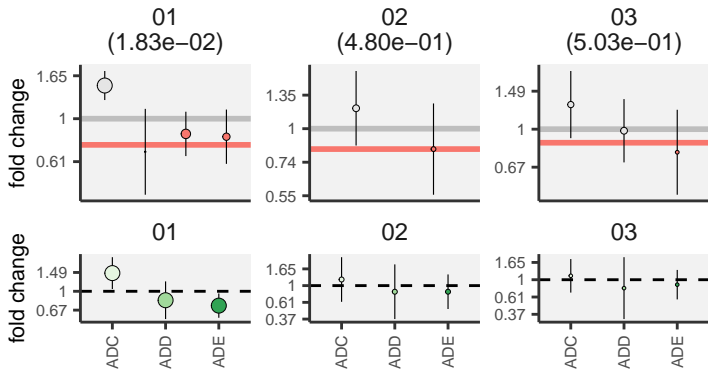 01
(1.83e−02)
02
(4.80e−01)
03
(5.03e−01)
fold change
1.65
1
0.61
1.35
1
0.74
0.55
1.49
1
0.67
01
02
03
fold change
1.49
1
0.67
1.65
1
0.61
0.37
1.65
1
0.61
0.37
ADC
ADD
ADE
ADC
ADD
ADE
ADC
ADD
ADE